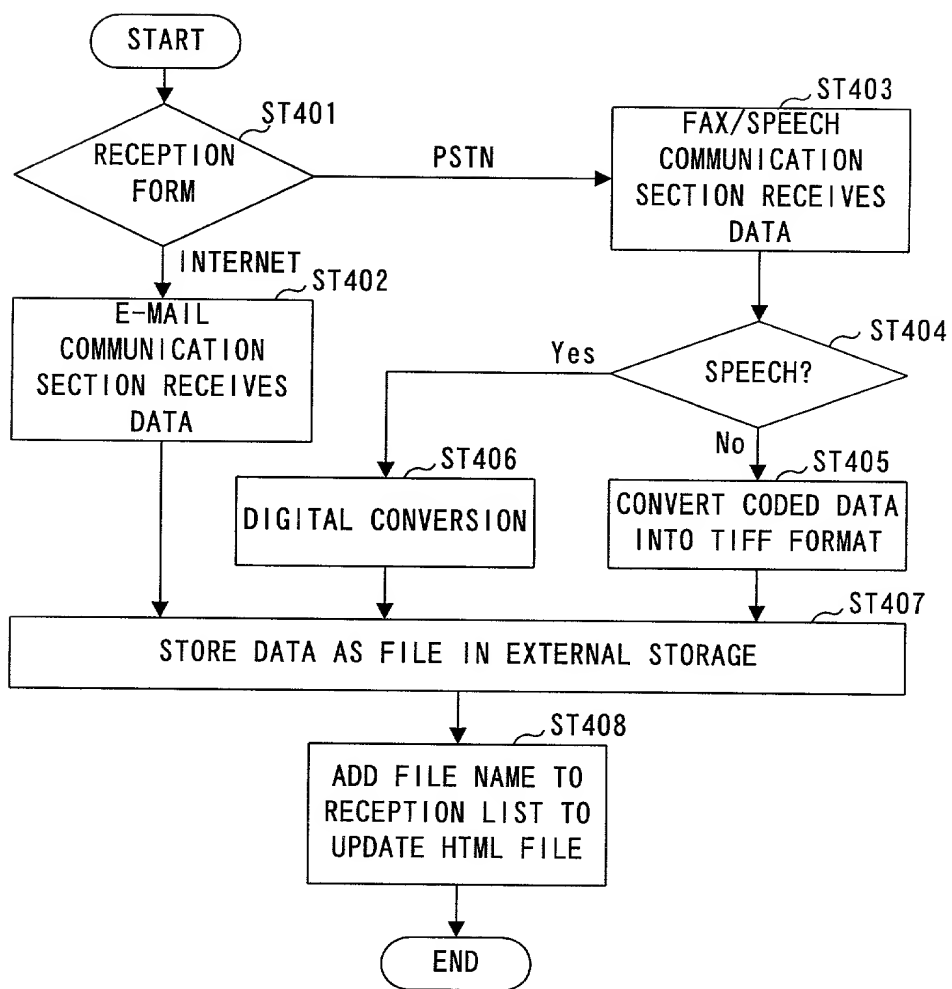 START
ST401
RECEPTION
FORM
PSTN
ST403
FAX/SPEECH
COMMUNICATION
SECTION RECEIVES
DATA
INTERNET
ST402
E-MAIL
COMMUNICATION
SECTION RECEIVES
DATA
ST404
Yes
SPEECH?
No
ST406
DIGITAL CONVERSION
ST405
CONVERT CODED DATA
INTO TIFF FORMAT
ST407
STORE DATA AS FILE IN EXTERNAL STORAGE
ST408
ADD FILE NAME TO
RECEPTION LIST TO
UPDATE HTML FILE
END